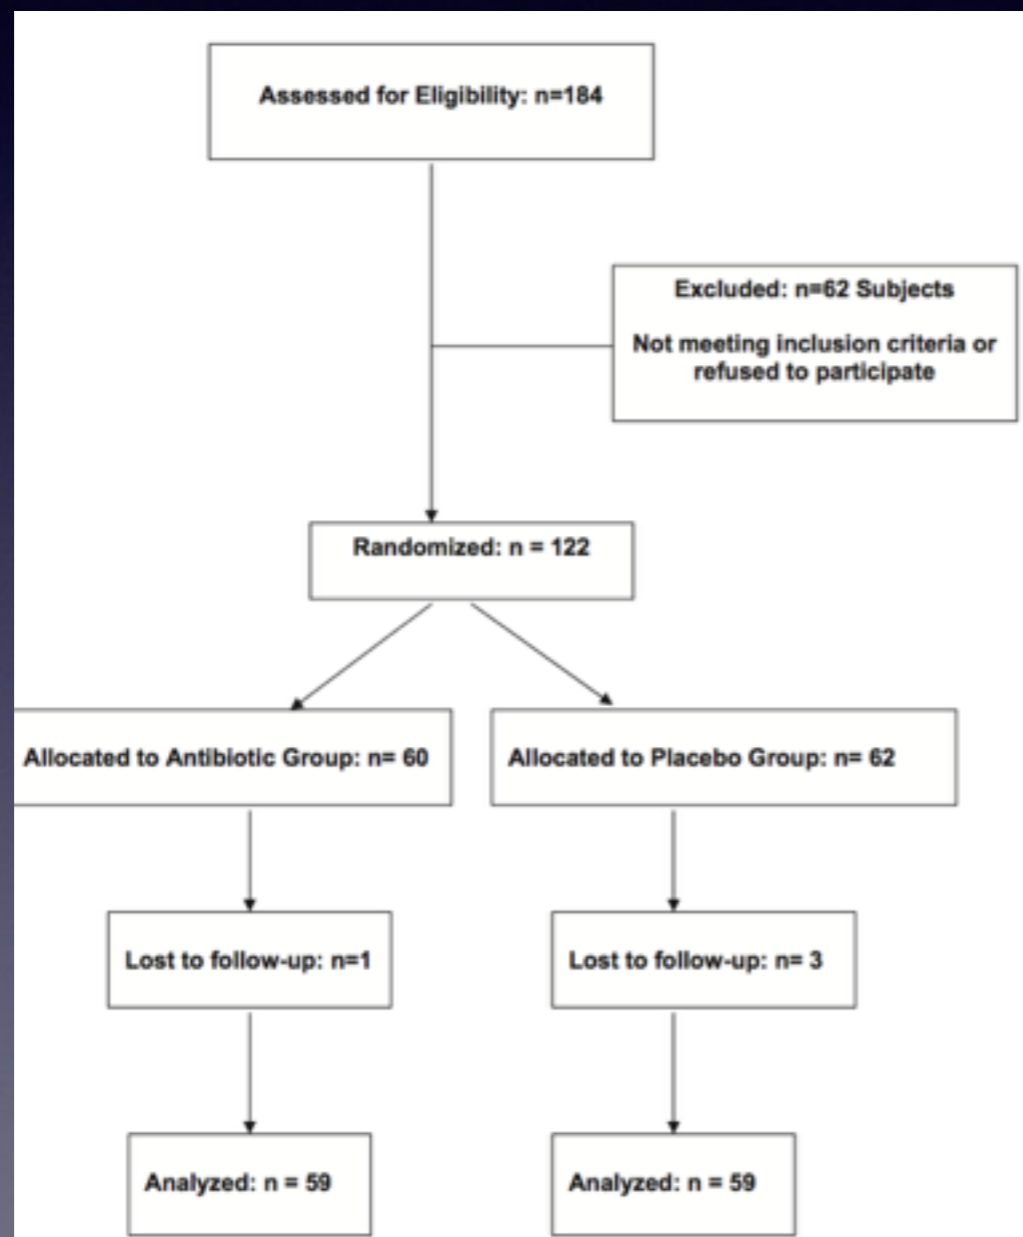 Assessed for Eligibility: n=184
Excluded: n=62 Subjects
Not meeting inclusion criteria or
refused to participate
Randomized: n = 122
Allocated to Antibiotic Group: n= 60
Allocated to Placebo Group: n= 62
Lost to follow-up: n=1
Lost to follow-up: n= 3
Analyzed: n = 59
Analyzed: n = 59